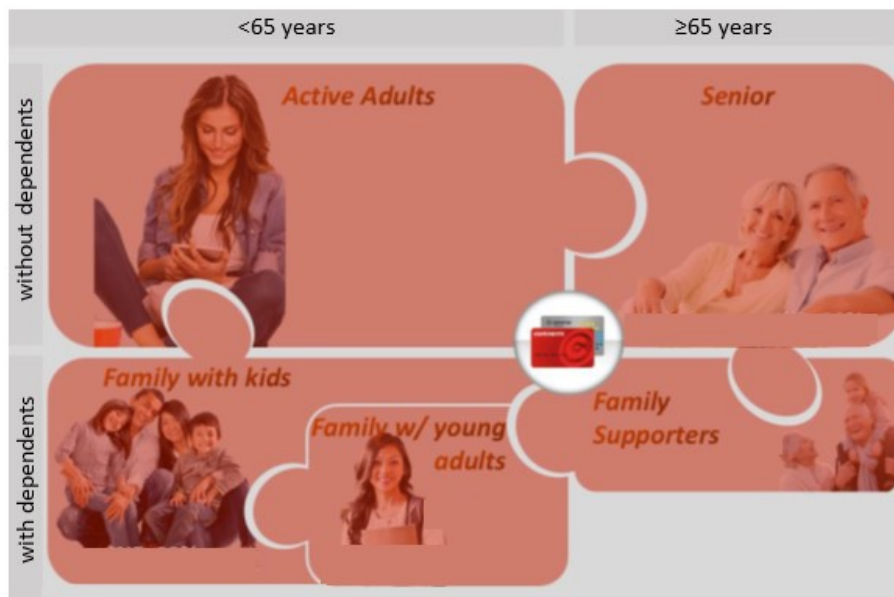 <65 years
≥65 years
without dependents
Active Adults
Senior
with dependents
Family with kids
Family w/ young
adults
Family
Supporters